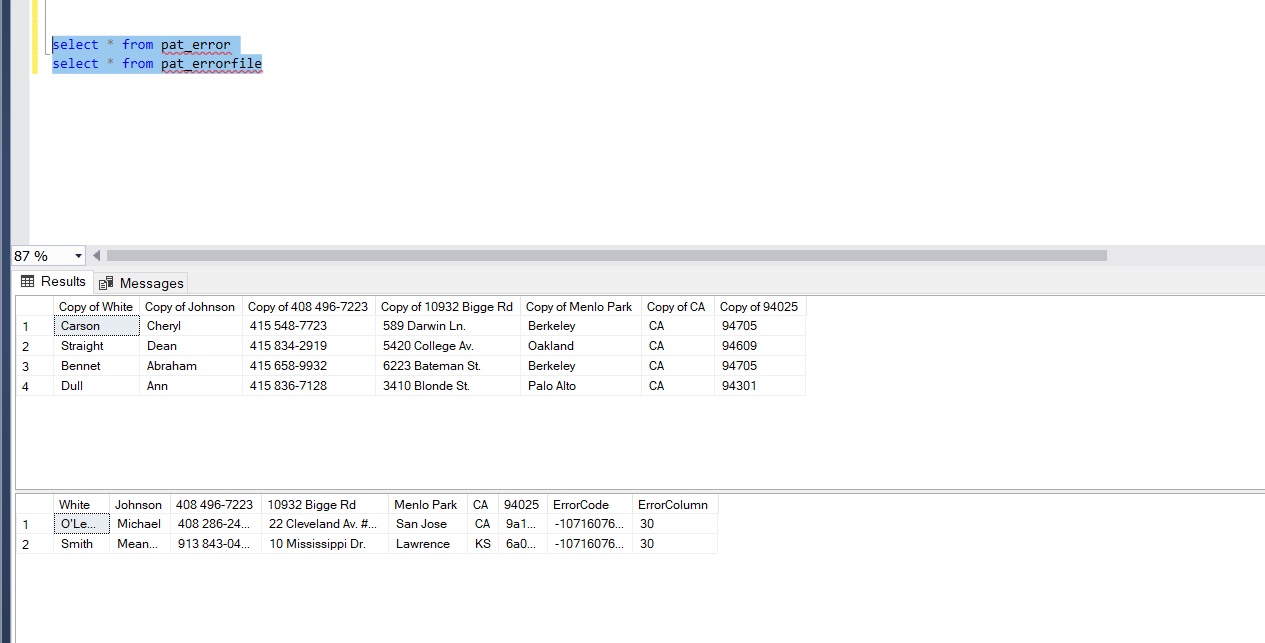 select * from pat_error
select * from pat_errorfile
87 %
Results Messages
Copy of White Copy of Johnson Copy of 408 496-7223 Copy of 10932 Bigge Rd Copy of Menlo Park Copy of CA Copy of 94025
1 Carson Cheryl 415 548-7723 589 Darwin Ln. Berkeley CA 94705
2 Straight Dean 415 834-2919 5420 College Av. Oakland CA 94609
3 Bennet Abraham 415 658-9932 6223 Bateman St. Berkeley CA 94705
4 Dull Ann 415 836-7128 3410 Blonde St. Palo Alto CA 94301
White Johnson 408 496-7223 10932 Bigge Rd Menlo Park CA 94025 ErrorCode ErrorColumn
1 O'Le... Michael 408 286-24... 22 Cleveland Av. #... San Jose CA 9a1... -10716076... 30
2 Smith Mean... 913 843-04... 10 Mississippi Dr. Lawrence KS 6a0... -10716076... 30